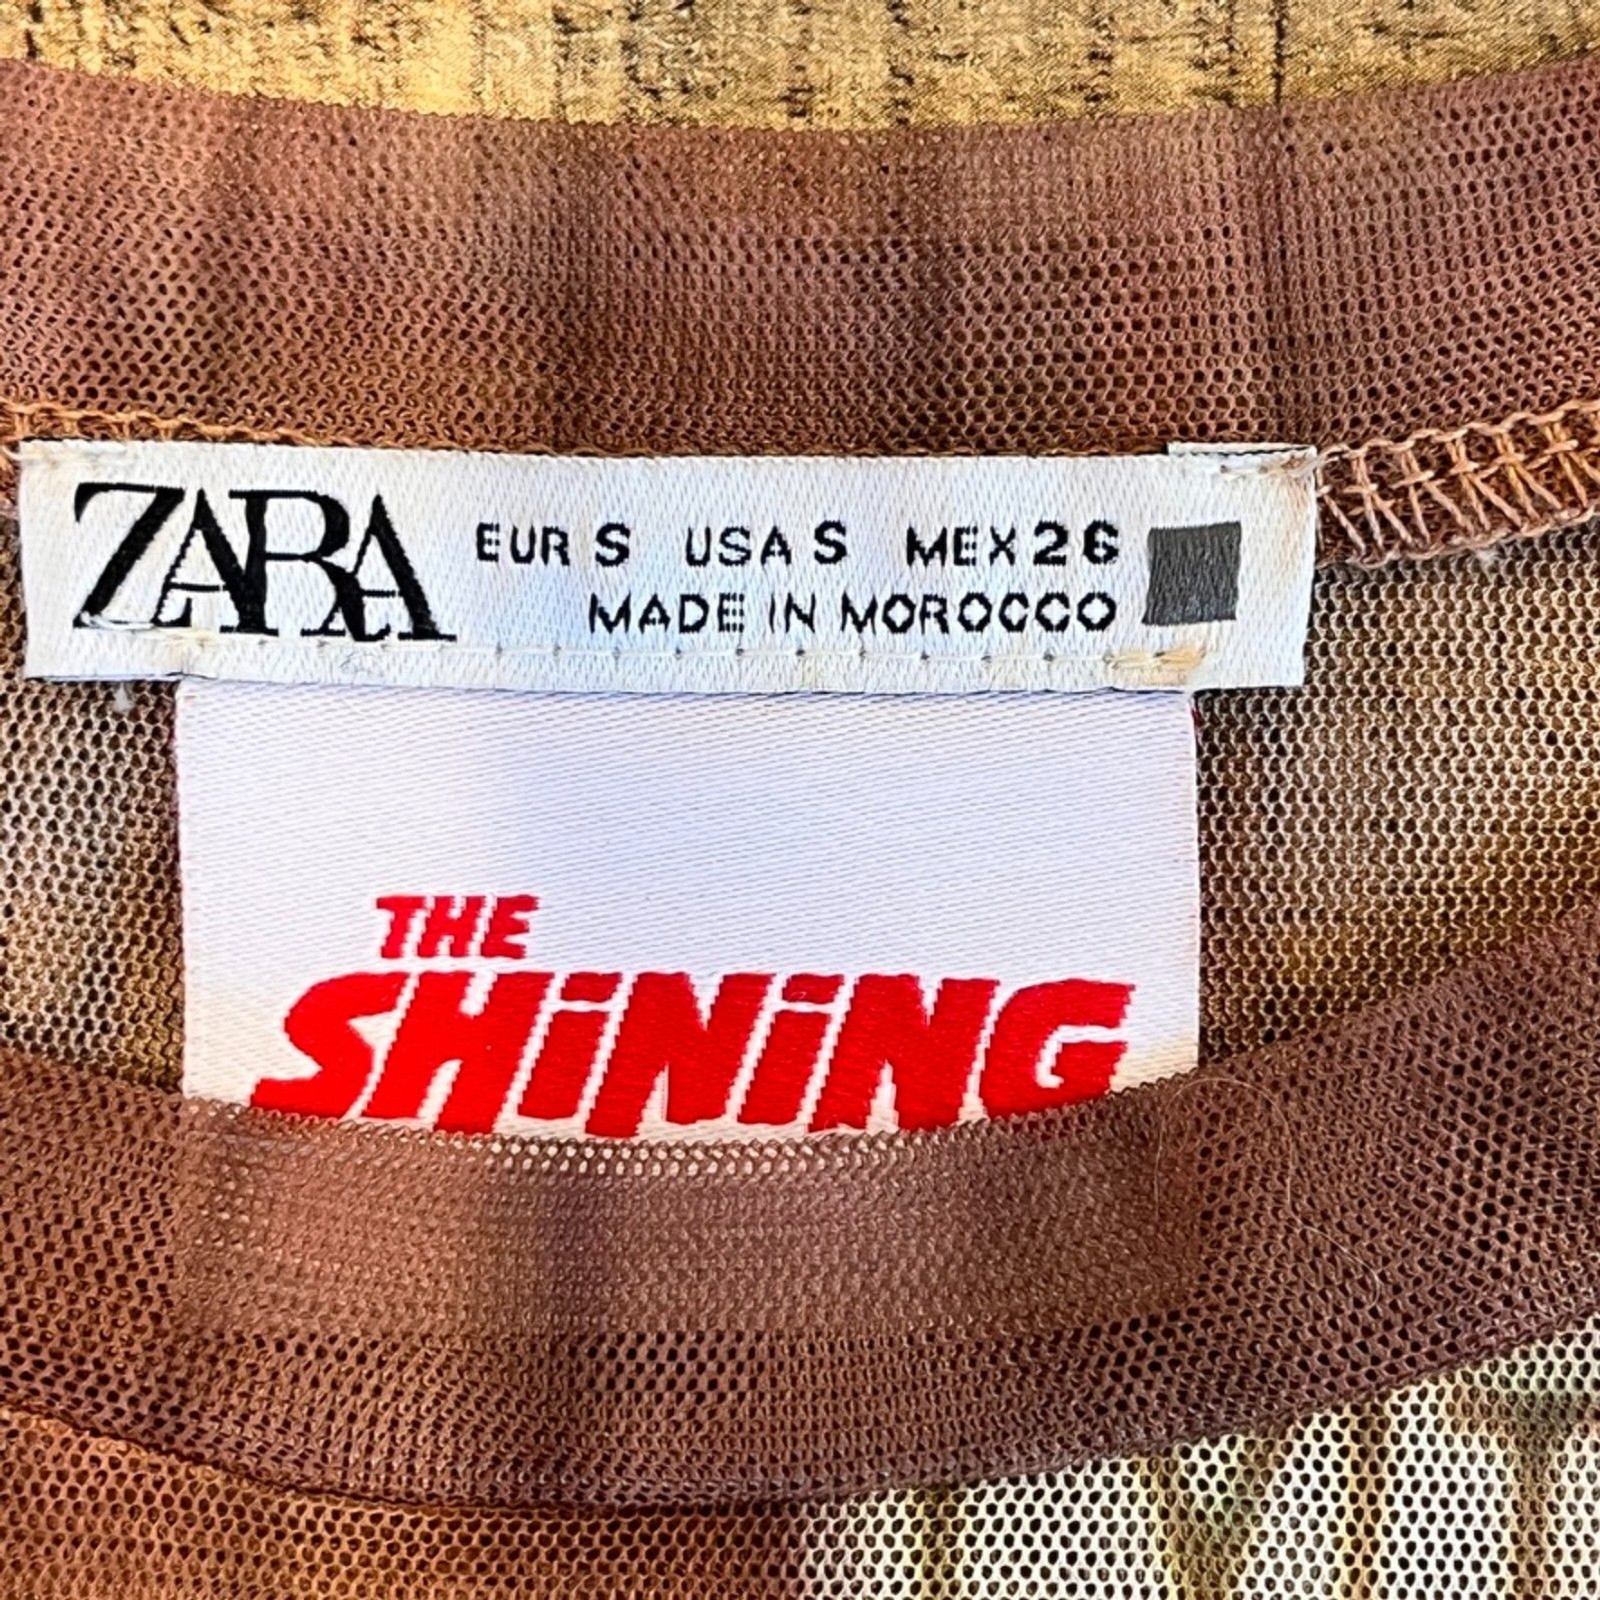 ZARA
EUR S USA S MEX 26
MADE IN MOROCCO
THE
SHiNiNG